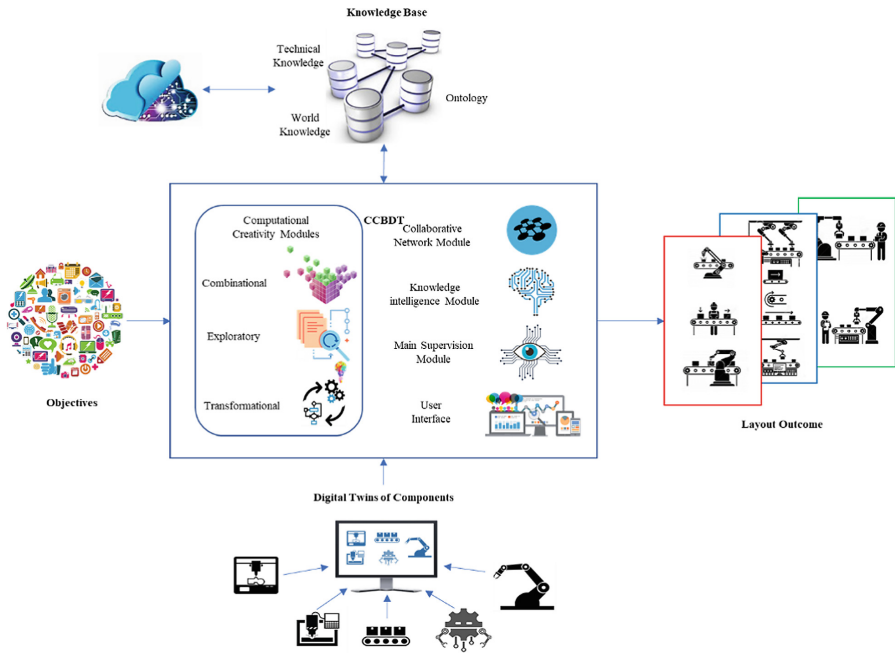 Knowledge Base
Technical
Knowledge
Ontology
World
Knowledge
CCBDT
Computational
Creativity Modules
Combinational
Exploratory
Transformational
Collaborative
Network Module
Knowledge
intelligence Module
Main Supervision
Module
User
Interface
Objectives
Layout Outcome
Digital Twins of Components